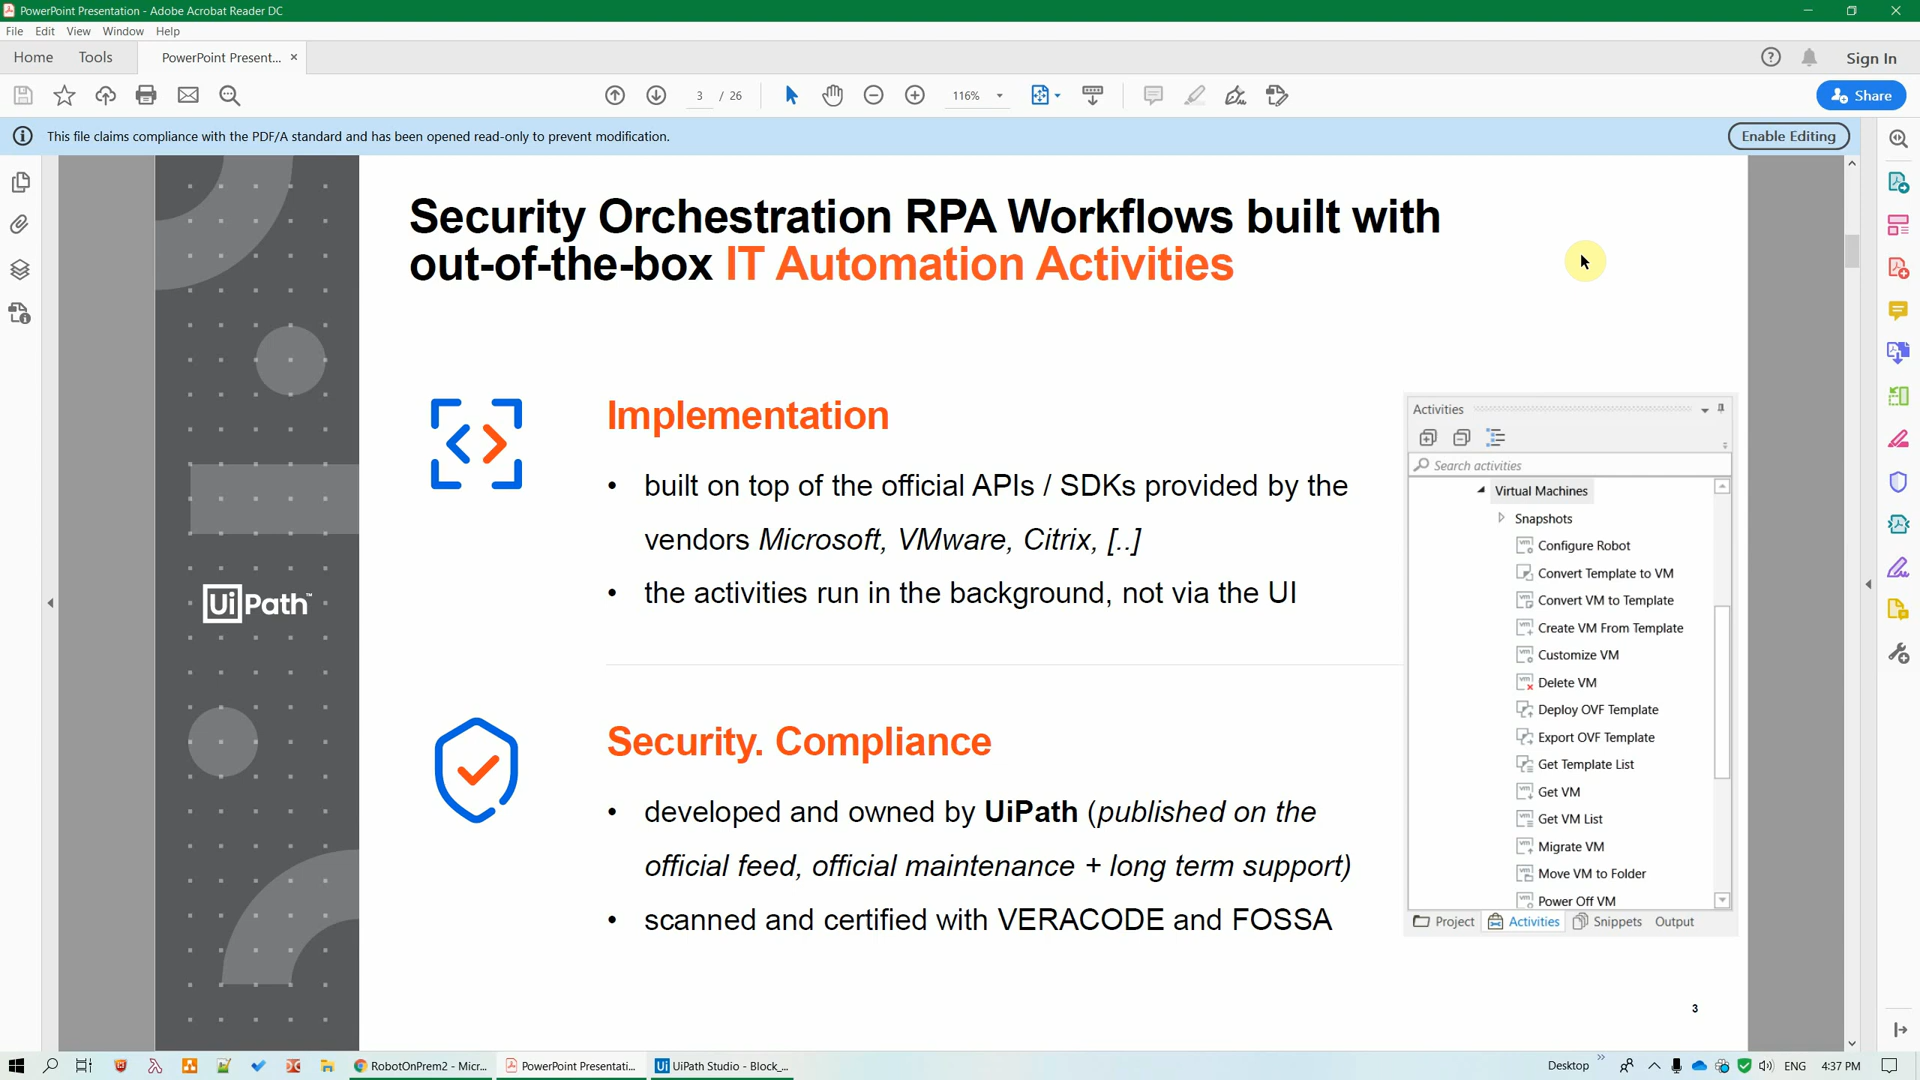 PowerPoint Presentation - Adobe Acrobat Reader DC
File Edit View Window Help
Home Tools PowerPoint Present... × Sign In
3 / 26 116% Share
This file claims compliance with the PDF/A standard and has been opened read-only to prevent modification. Enable Editing
Security Orchestration RPA Workflows built with
out-of-the-box IT Automation Activities
Implementation
• built on top of the official APIs / SDKs provided by the
vendors Microsoft, VMware, Citrix, [..]
• the activities run in the background, not via the UI
UiPath™
Security. Compliance
• developed and owned by UiPath (published on the
official feed, official maintenance + long term support)
• scanned and certified with VERACODE and FOSSA
Activities
Search activities
Virtual Machines
Snapshots
Configure Robot
Convert Template to VM
Convert VM to Template
Create VM From Template
Customize VM
Delete VM
Deploy OVF Template
Export OVF Template
Get Template List
Get VM
Get VM List
Migrate VM
Move VM to Folder
Power Off VM
Project Activities Snippets Output
3
RobotOnPrem2 - Micr... PowerPoint Presentati... UiPath Studio - Block_... Desktop ENG 4:37 PM